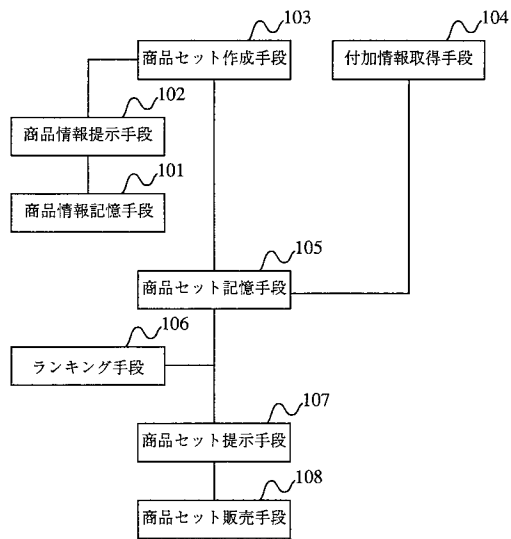 103
商品セット作成手段
104
付加情報取得手段
102
商品情報提示手段
101
商品情報記憶手段
105
商品セット記憶手段
106
ランキング手段
107
商品セット提示手段
108
商品セット販売手段